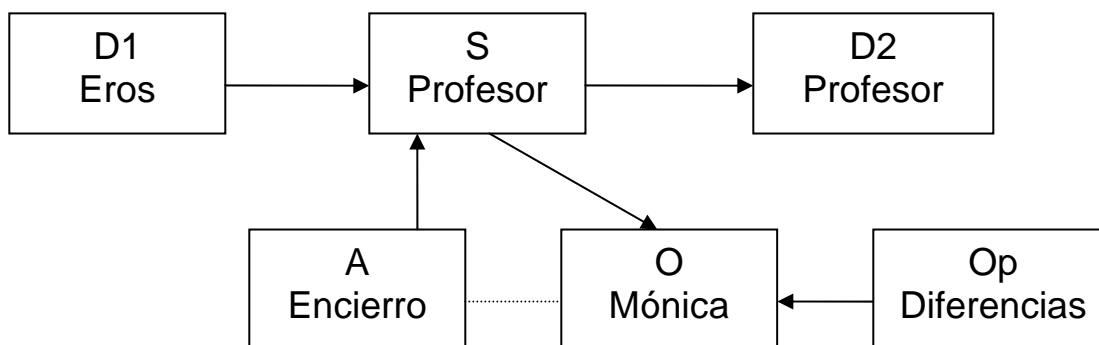 D1
Eros
S
Profesor
D2
Profesor
A
Encierro
O
Mónica
Op
Diferencias